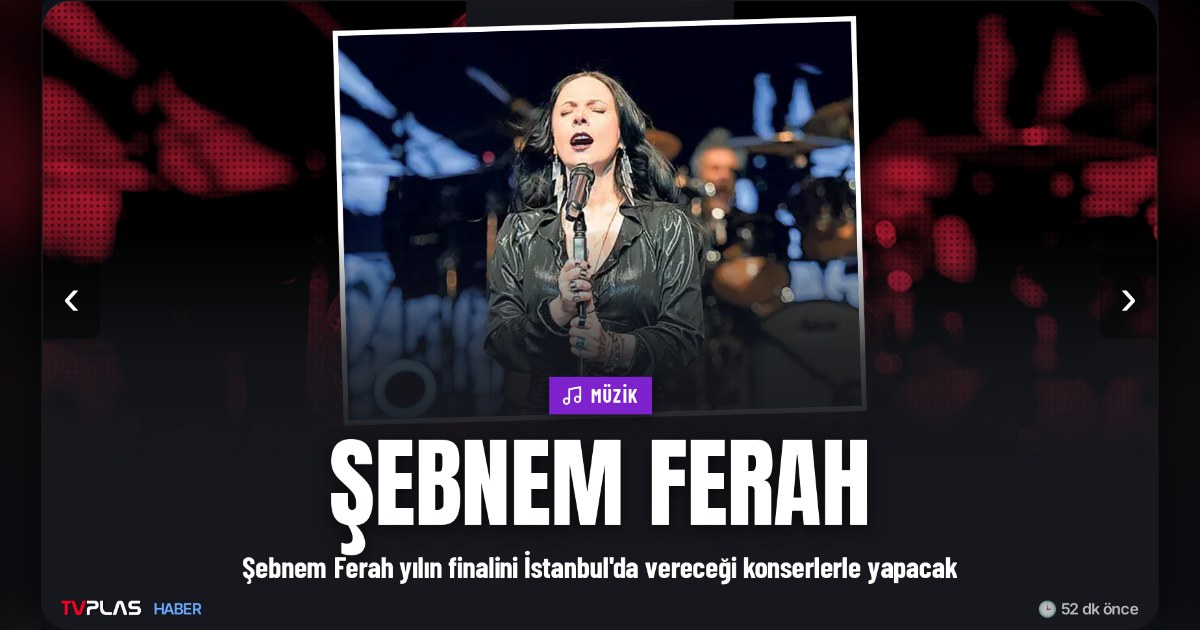 MÜZİK
ŞEBNEM FERAH
Şebnem Ferah yılın finalini İstanbul'da vereceği konserlerle yapacak
TVPLAS HABER
52 dk önce